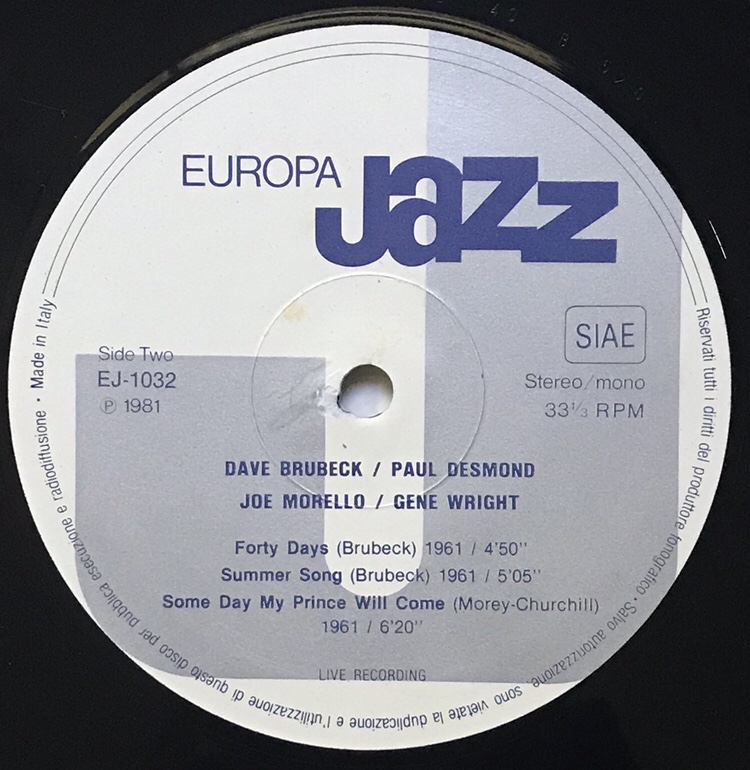 EUROPA Jazz
SIAE
Side Two
EJ-1032
℗ 1981
Stereo/mono
33⅓ RPM
DAVE BRUBECK / PAUL DESMOND
JOE MORELLO / GENE WRIGHT
Forty Days (Brubeck) 1961 / 4'50''
Summer Song (Brubeck) 1961 / 5'05''
Some Day My Prince Will Come (Morey-Churchill)
1961 / 6'20''
LIVE RECORDING
Riservati tutti i diritti del produttore fonografico · Salvo autorizzazione, sono vietate la duplicazione e l'utilizzazione di questo disco per pubblica esecuzione e radiodiffusione · Made in Italy